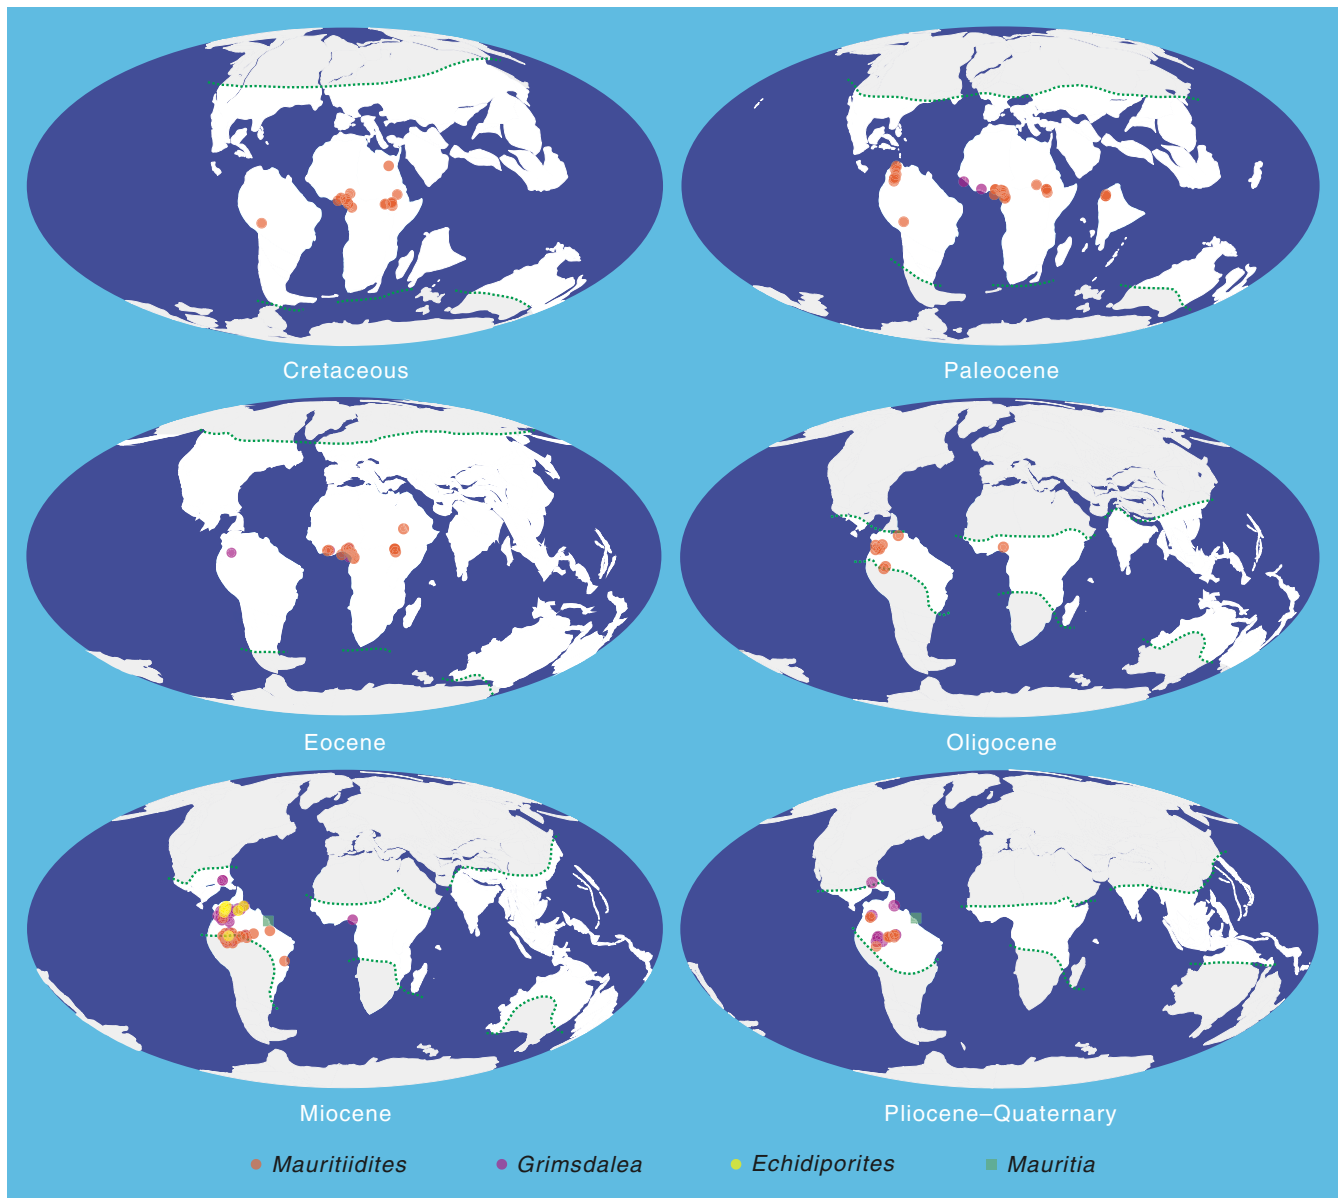 Cretaceous
Paleocene
Eocene
Oligocene
Miocene
Pliocene–Quaternary
Mauritiidites
Grimsdalea
Echidiporites
Mauritia